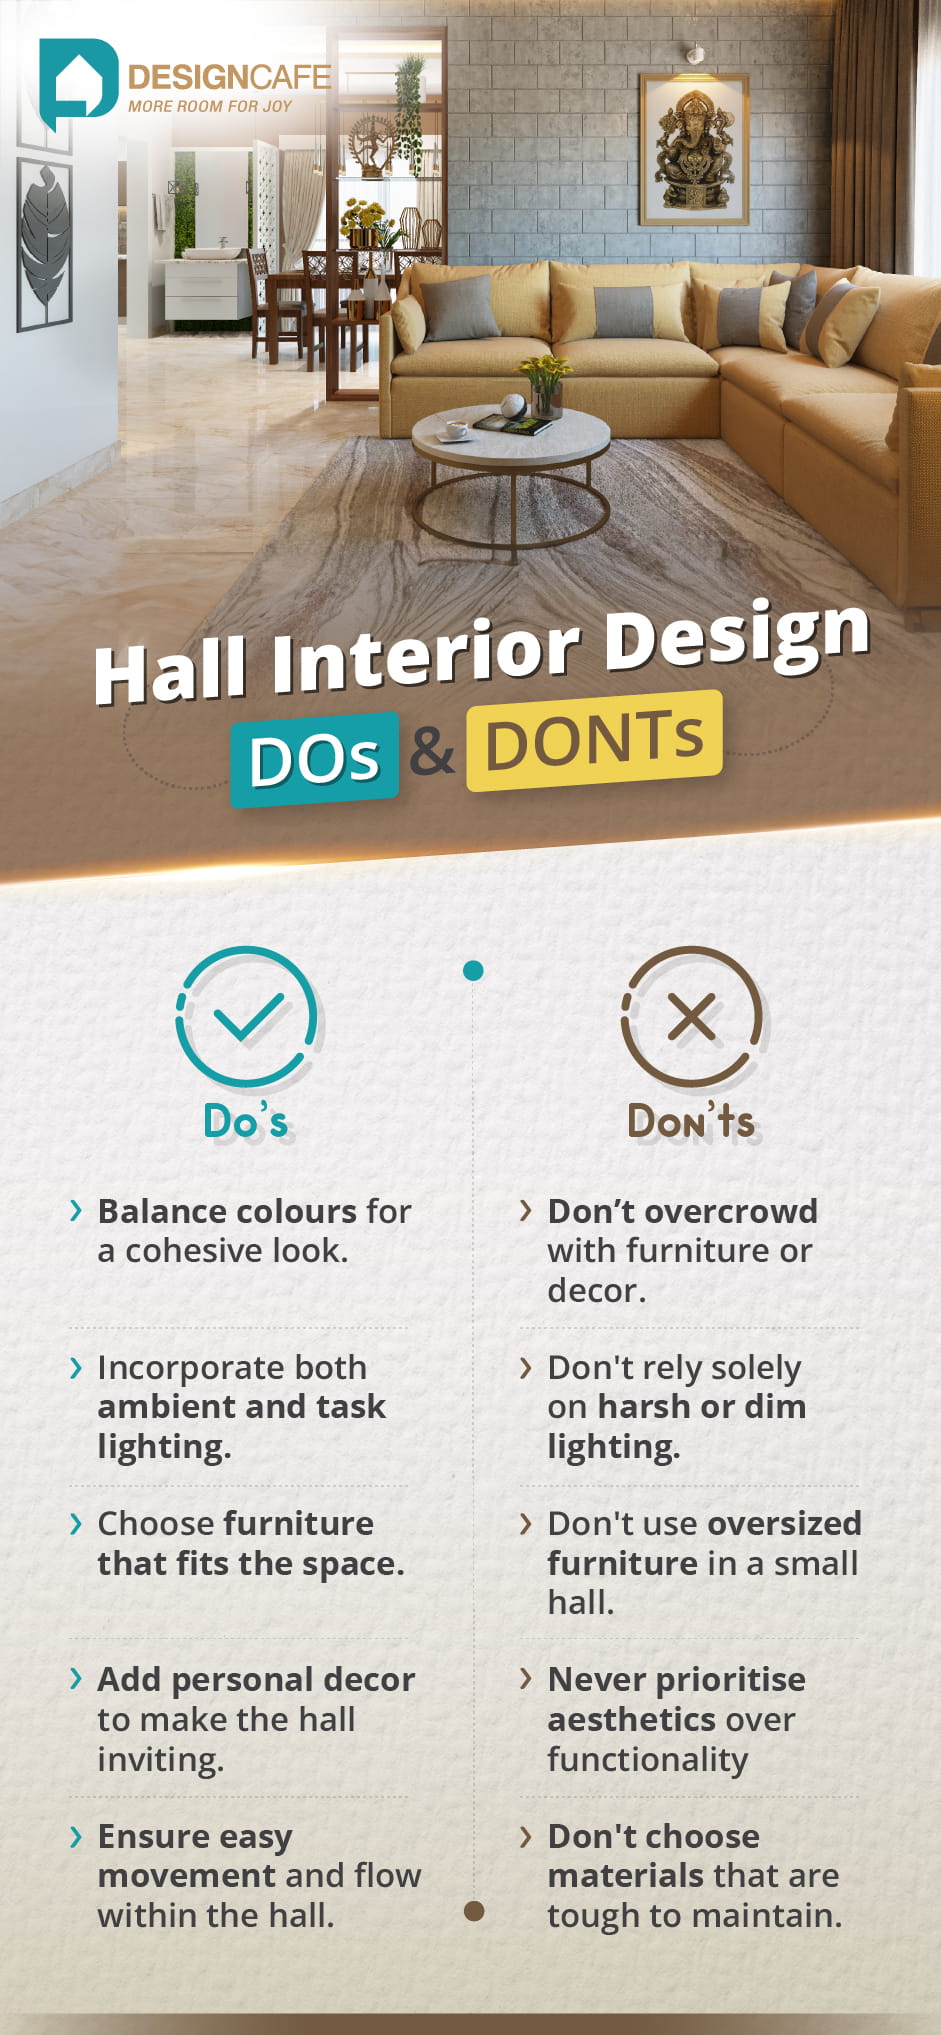 DESIGNCAFE
MORE ROOM FOR JOY
Hall Interior Design
DOs & DONTs
Do's
Balance colours for
a cohesive look.
Incorporate both
ambient and task
lighting.
Choose furniture
that fits the space.
Add personal decor
to make the hall
inviting.
Ensure easy
movement and flow
within the hall.
Don'ts
Don’t overcrowd
with furniture or
decor.
Don't rely solely
on harsh or dim
lighting.
Don't use oversized
furniture in a small
hall.
Never prioritise
aesthetics over
functionality
Don't choose
materials that are
tough to maintain.